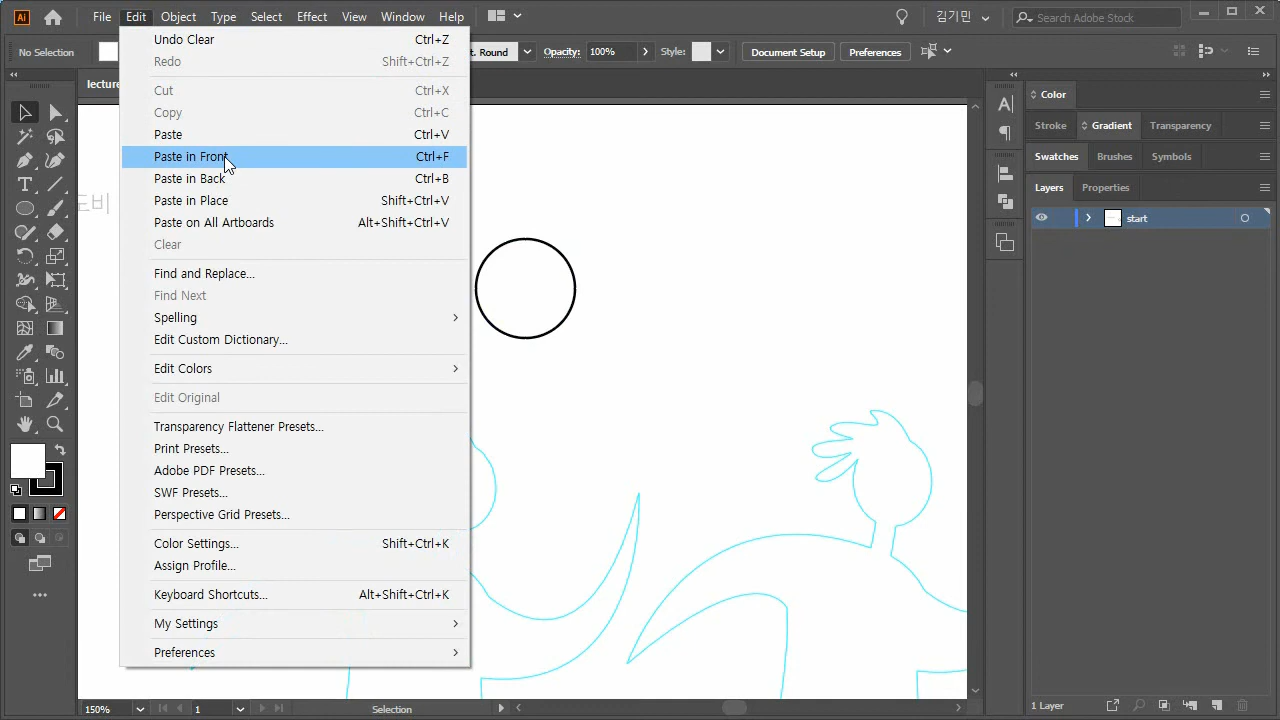 Ai File Edit Object Type Select Effect View Window Help 김기민 Search Adobe Stock
No Selection t. Round Opacity: 100% Style: Document Setup Preferences
lecture
Undo Clear Ctrl+Z
Redo Shift+Ctrl+Z
Cut Ctrl+X
Copy Ctrl+C
Paste Ctrl+V
Paste in Front Ctrl+F
Paste in Back Ctrl+B
Paste in Place Shift+Ctrl+V
Paste on All Artboards Alt+Shift+Ctrl+V
Clear
Find and Replace...
Find Next
Spelling
Edit Custom Dictionary...
Edit Colors
Edit Original
Transparency Flattener Presets...
Print Presets...
Adobe PDF Presets...
SWF Presets...
Perspective Grid Presets...
Color Settings... Shift+Ctrl+K
Assign Profile...
Keyboard Shortcuts... Alt+Shift+Ctrl+K
My Settings
Preferences
Color
Stroke Gradient Transparency
Swatches Brushes Symbols
Layers Properties
start
150% 1 Selection
1 Layer